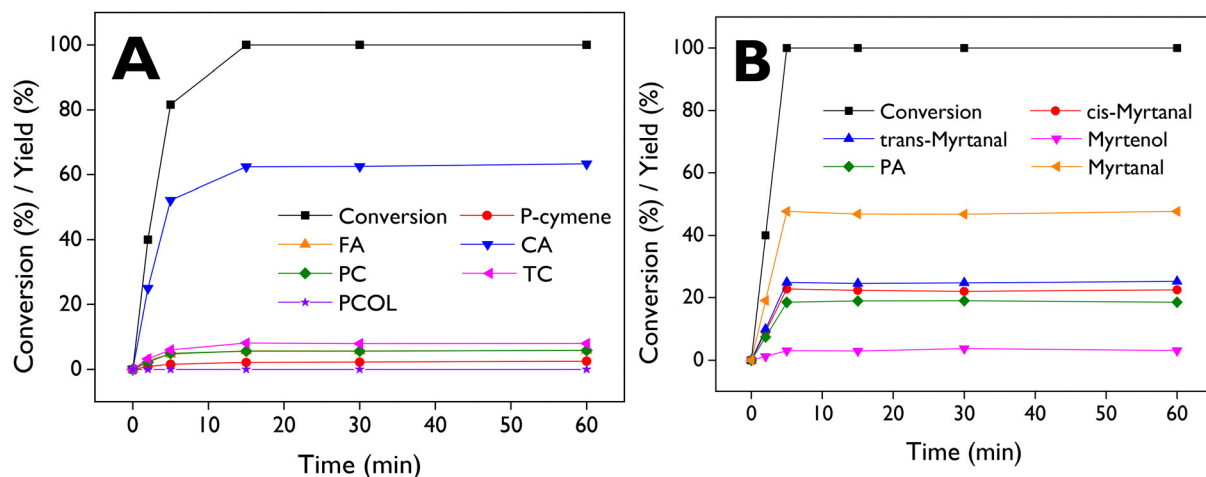 A
Conversion (%) / Yield (%)
100
80
60
40
20
0
Conversion P-cymene
FA CA
PC TC
PCOL
0 10 20 30 40 50 60
Time (min)
B
Conversion (%) / Yield (%)
100
80
60
40
20
0
Conversion cis-Myrtanal
trans-Myrtanal Myrtenol
PA Myrtanal
0 10 20 30 40 50 60
Time (min)